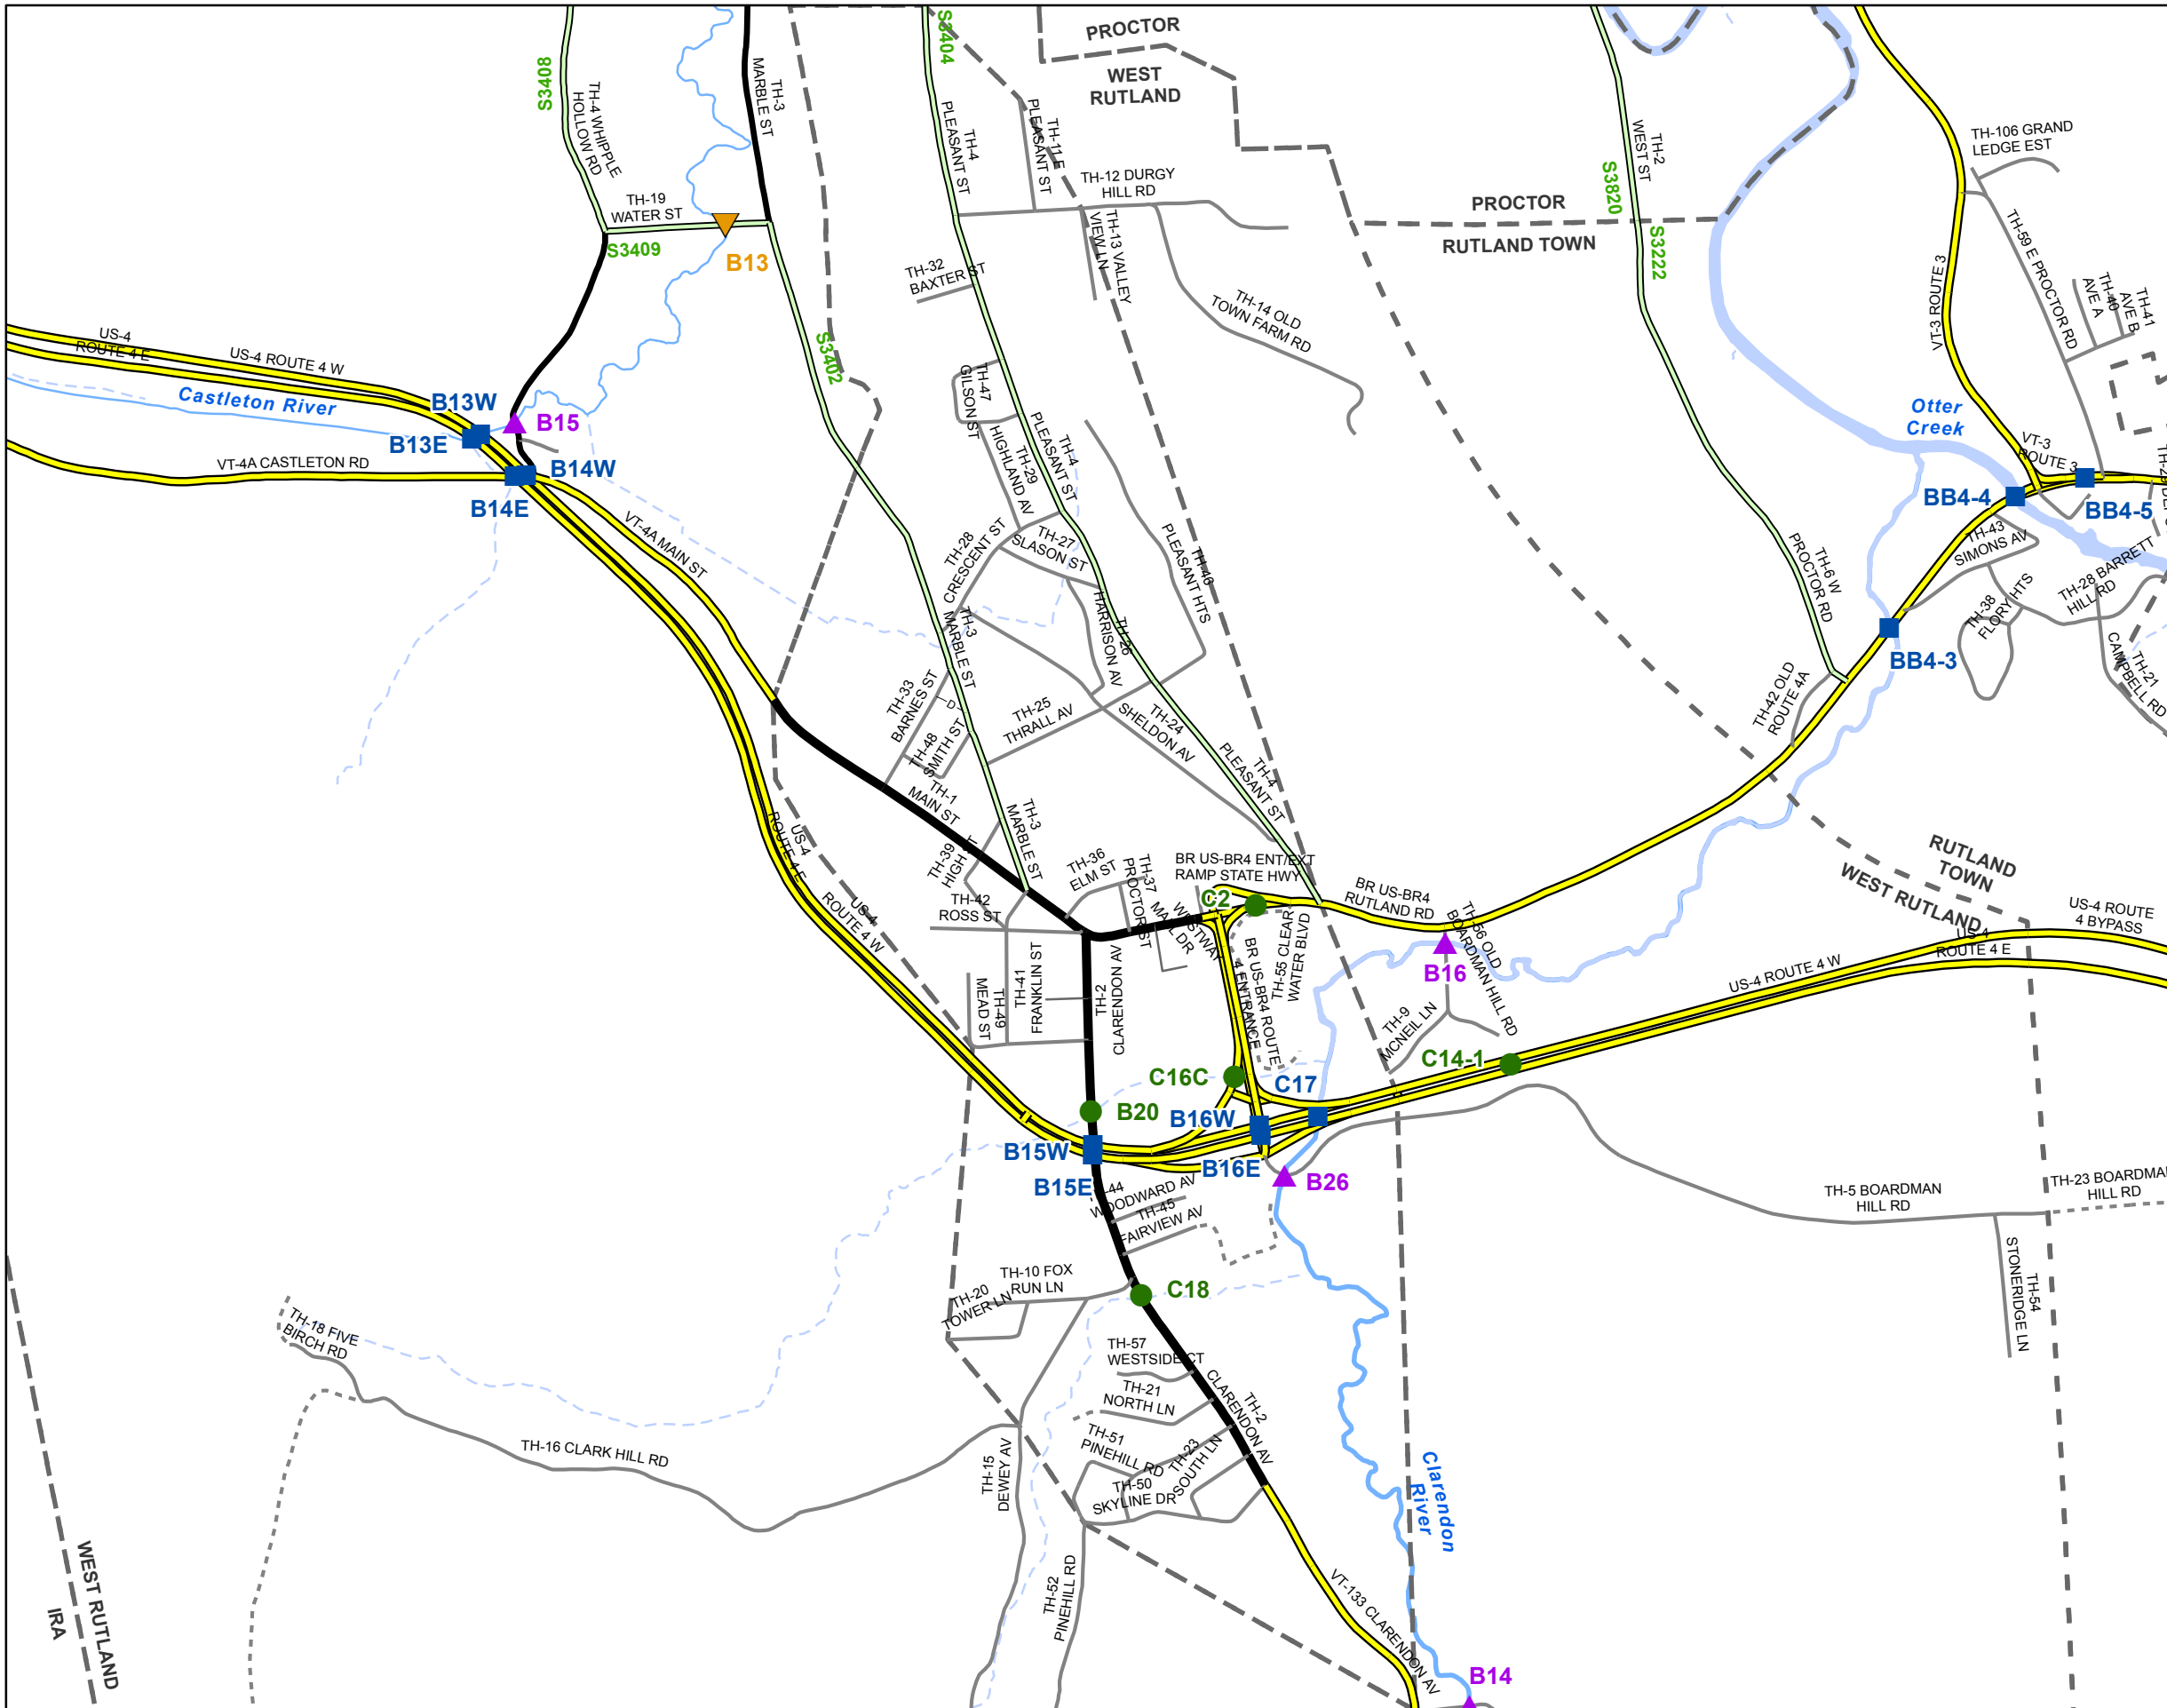 PROCTOR
WEST
RUTLAND
S3408
TH-4 WHIPPLE
HOLLOW RD
TH-3
MARBLE ST
S3404
TH-4
PLEASANT ST
TH-11 E
PLEASANT ST
TH-12 DURGY
HILL RD
TH-13 VALLEY
VIEW LN
TH-2
WEST ST
S3820
TH-106 GRAND
LEDGE EST
TH-19
WATER ST
S3409
B13
PROCTOR
RUTLAND TOWN
S3222
TH-59 E PROCTOR RD
TH-40
AVE A
TH-41
AVE B
VT-3 ROUTE 3
TH-32
BAXTER ST
TH-14 OLD
TOWN FARM RD
S3402
US-4
ROUTE 4 E
US-4 ROUTE 4 W
Castleton River
B13W
B13E
B15
B14W
B14E
VT-4A CASTLETON RD
TH-47
GILSON ST
TH-29
HIGHLAND AV
TH-4
PLEASANT ST
Otter
Creek
VT-3
ROUTE 3
BB4-4
BB4-5
VT-4A MAIN ST
TH-28
CRESCENT ST
TH-27
SLASON ST
TH-46
PLEASANT HTS
TH-43
SIMONS AV
TH-28 BARRETT
HILL RD
TH-38
FLORY HTS
TH-6 W
PROCTOR RD
BB4-3
TH-21
CAMPBELL RD
TH-3
MARBLE ST
TH-26
HARRISON AV
TH-33
BARNES ST
D
TH-48
SMITH ST
TH-25
THRALL AV
TH-24
SHELDON AV
TH-42 OLD
ROUTE 4A
TH-4
PLEASANT ST
TH-1
MAIN ST
TH-3
MARBLE ST
US-4
ROUTE 4 E
TH-39
HIGH ST
TH-36
ELM ST
TH-37
PROCTOR ST
BR US-BR4 ENT/EXT
RAMP STATE HWY
C2
BR US-BR4
RUTLAND RD
RUTLAND
TOWN
WEST RUTLAND
US-4
ROUTE 4 W
TH-42
ROSS ST
WESTWAY
MALL DR
TH-55 CLEAR
WATER BLVD
BR US-BR4 ROUTE
4 ENTRANCE
TH-56 OLD
BOARDMAN HILL RD
B16
US-4 ROUTE
4 BYPASS
US-4
ROUTE 4 E
US-4 ROUTE 4 W
TH-49
MEAD ST
TH-41
FRANKLIN ST
TH-2
CLARENDON AV
TH-9
MCNEIL LN
C14-1
C16C
C17
B20
B16W
B15W
B16E
B15E
B26
WOODWARD AV
TH-45
FAIRVIEW AV
TH-5 BOARDMAN
HILL RD
HILL RD
TH-54
STONERIDGE LN
TH-10 FOX
RUN LN
TH-20
TOWER LN
C18
TH-18 FIVE
BIRCH RD
TH-57
WESTSIDE CT
TH-21
NORTH LN
TH-2
CLARENDON AV
TH-16 CLARK HILL RD
TH-15
DEWEY AV
TH-51
PINEHILL RD
TH-23
SOUTH LN
TH-50
SKYLINE DR
Clarendon
River
WEST RUTLAND
IRA
TH-52
PINEHILL RD
VT-133 CLARENDON AV
B14